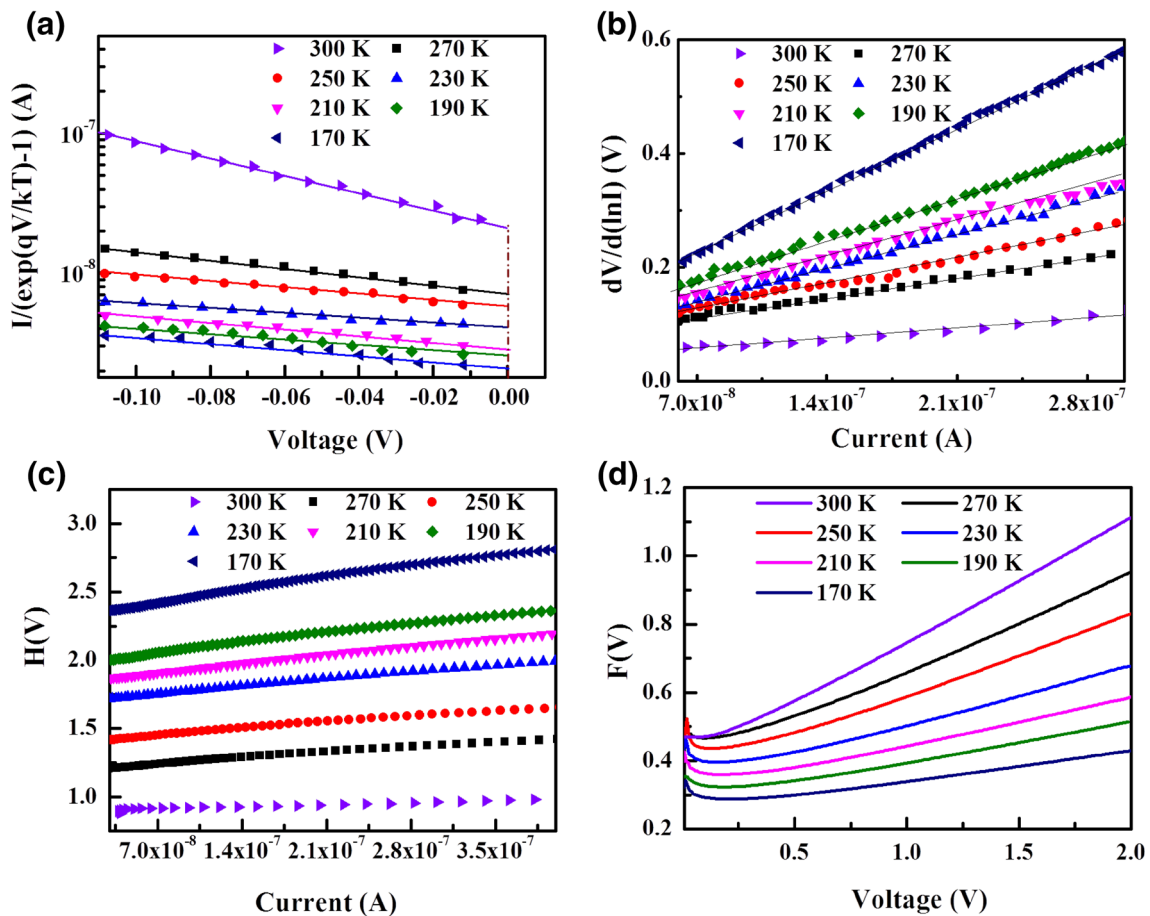 (a)
300 K 270 K
250 K 230 K
210 K 190 K
170 K
I/(exp(qV/kT)-1) (A)
10⁻⁷
10⁻⁸
-0.10 -0.08 -0.06 -0.04 -0.02 0.00
Voltage (V)
(b)
300 K 270 K
250 K 230 K
210 K 190 K
170 K
dV/d(lnI) (V)
0.6
0.4
0.2
0.0
7.0x10⁻⁸ 1.4x10⁻⁷ 2.1x10⁻⁷ 2.8x10⁻⁷
Current (A)
(c)
300 K 270 K 250 K
230 K 210 K 190 K
170 K
H(V)
3.0
2.5
2.0
1.5
1.0
7.0x10⁻⁸ 1.4x10⁻⁷ 2.1x10⁻⁷ 2.8x10⁻⁷ 3.5x10⁻⁷
Current (A)
(d)
300 K 270 K
250 K 230 K
210 K 190 K
170 K
F(V)
1.2
1.0
0.8
0.6
0.4
0.2
0.5 1.0 1.5 2.0
Voltage (V)